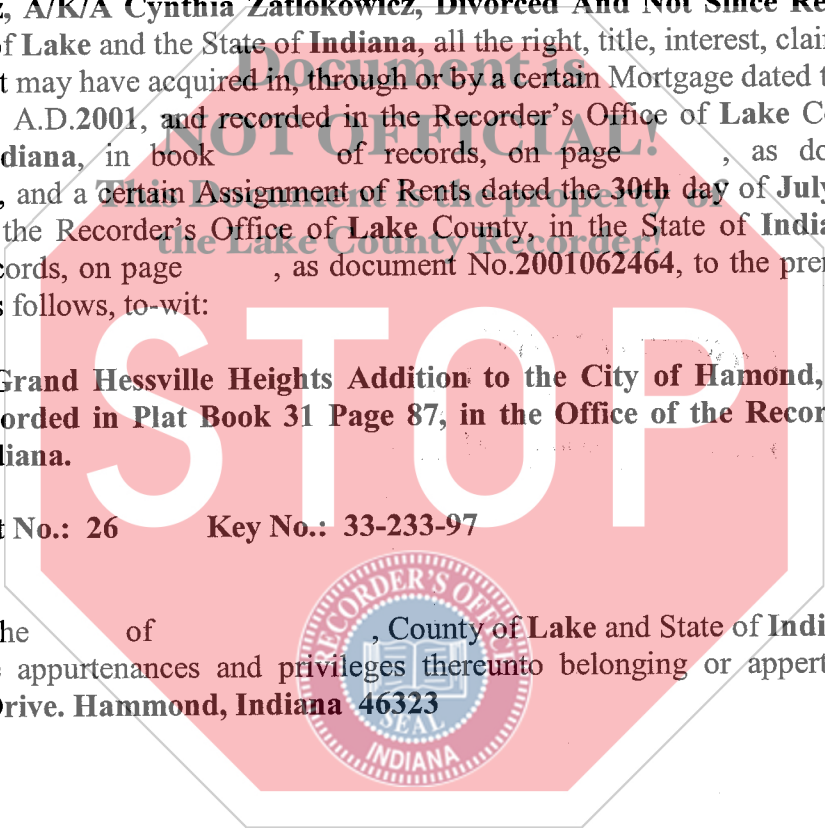 z, A/K/A Cynthia Zatlokowicz, Divorced And Not Since Re
of Lake and the State of Indiana, all the right, title, interest, clai
t may have acquired in, through or by a certain Mortgage dated t
A.D.2001, and recorded in the Recorder's Office of Lake C
diana, in book of records, on page , as do
, and a certain Assignment of Rents dated the 30th day of July
the Recorder's Office of Lake County, in the State of India
cords, on page , as document No.2001062464, to the pre
s follows, to-wit:
Grand Hessville Heights Addition to the City of Hamond,
orded in Plat Book 31 Page 87, in the Office of the Recor
diana.
t No.: 26 Key No.: 33-233-97
he of , County of Lake and State of Indi
appurtenances and privileges thereunto belonging or appert
Drive. Hammond, Indiana 46323
Document is
NOT OFFICIAL!
This Document is the property of
the Lake County Recorder!
STOP
RECORDER'S OFFICE
SEAL
INDIANA